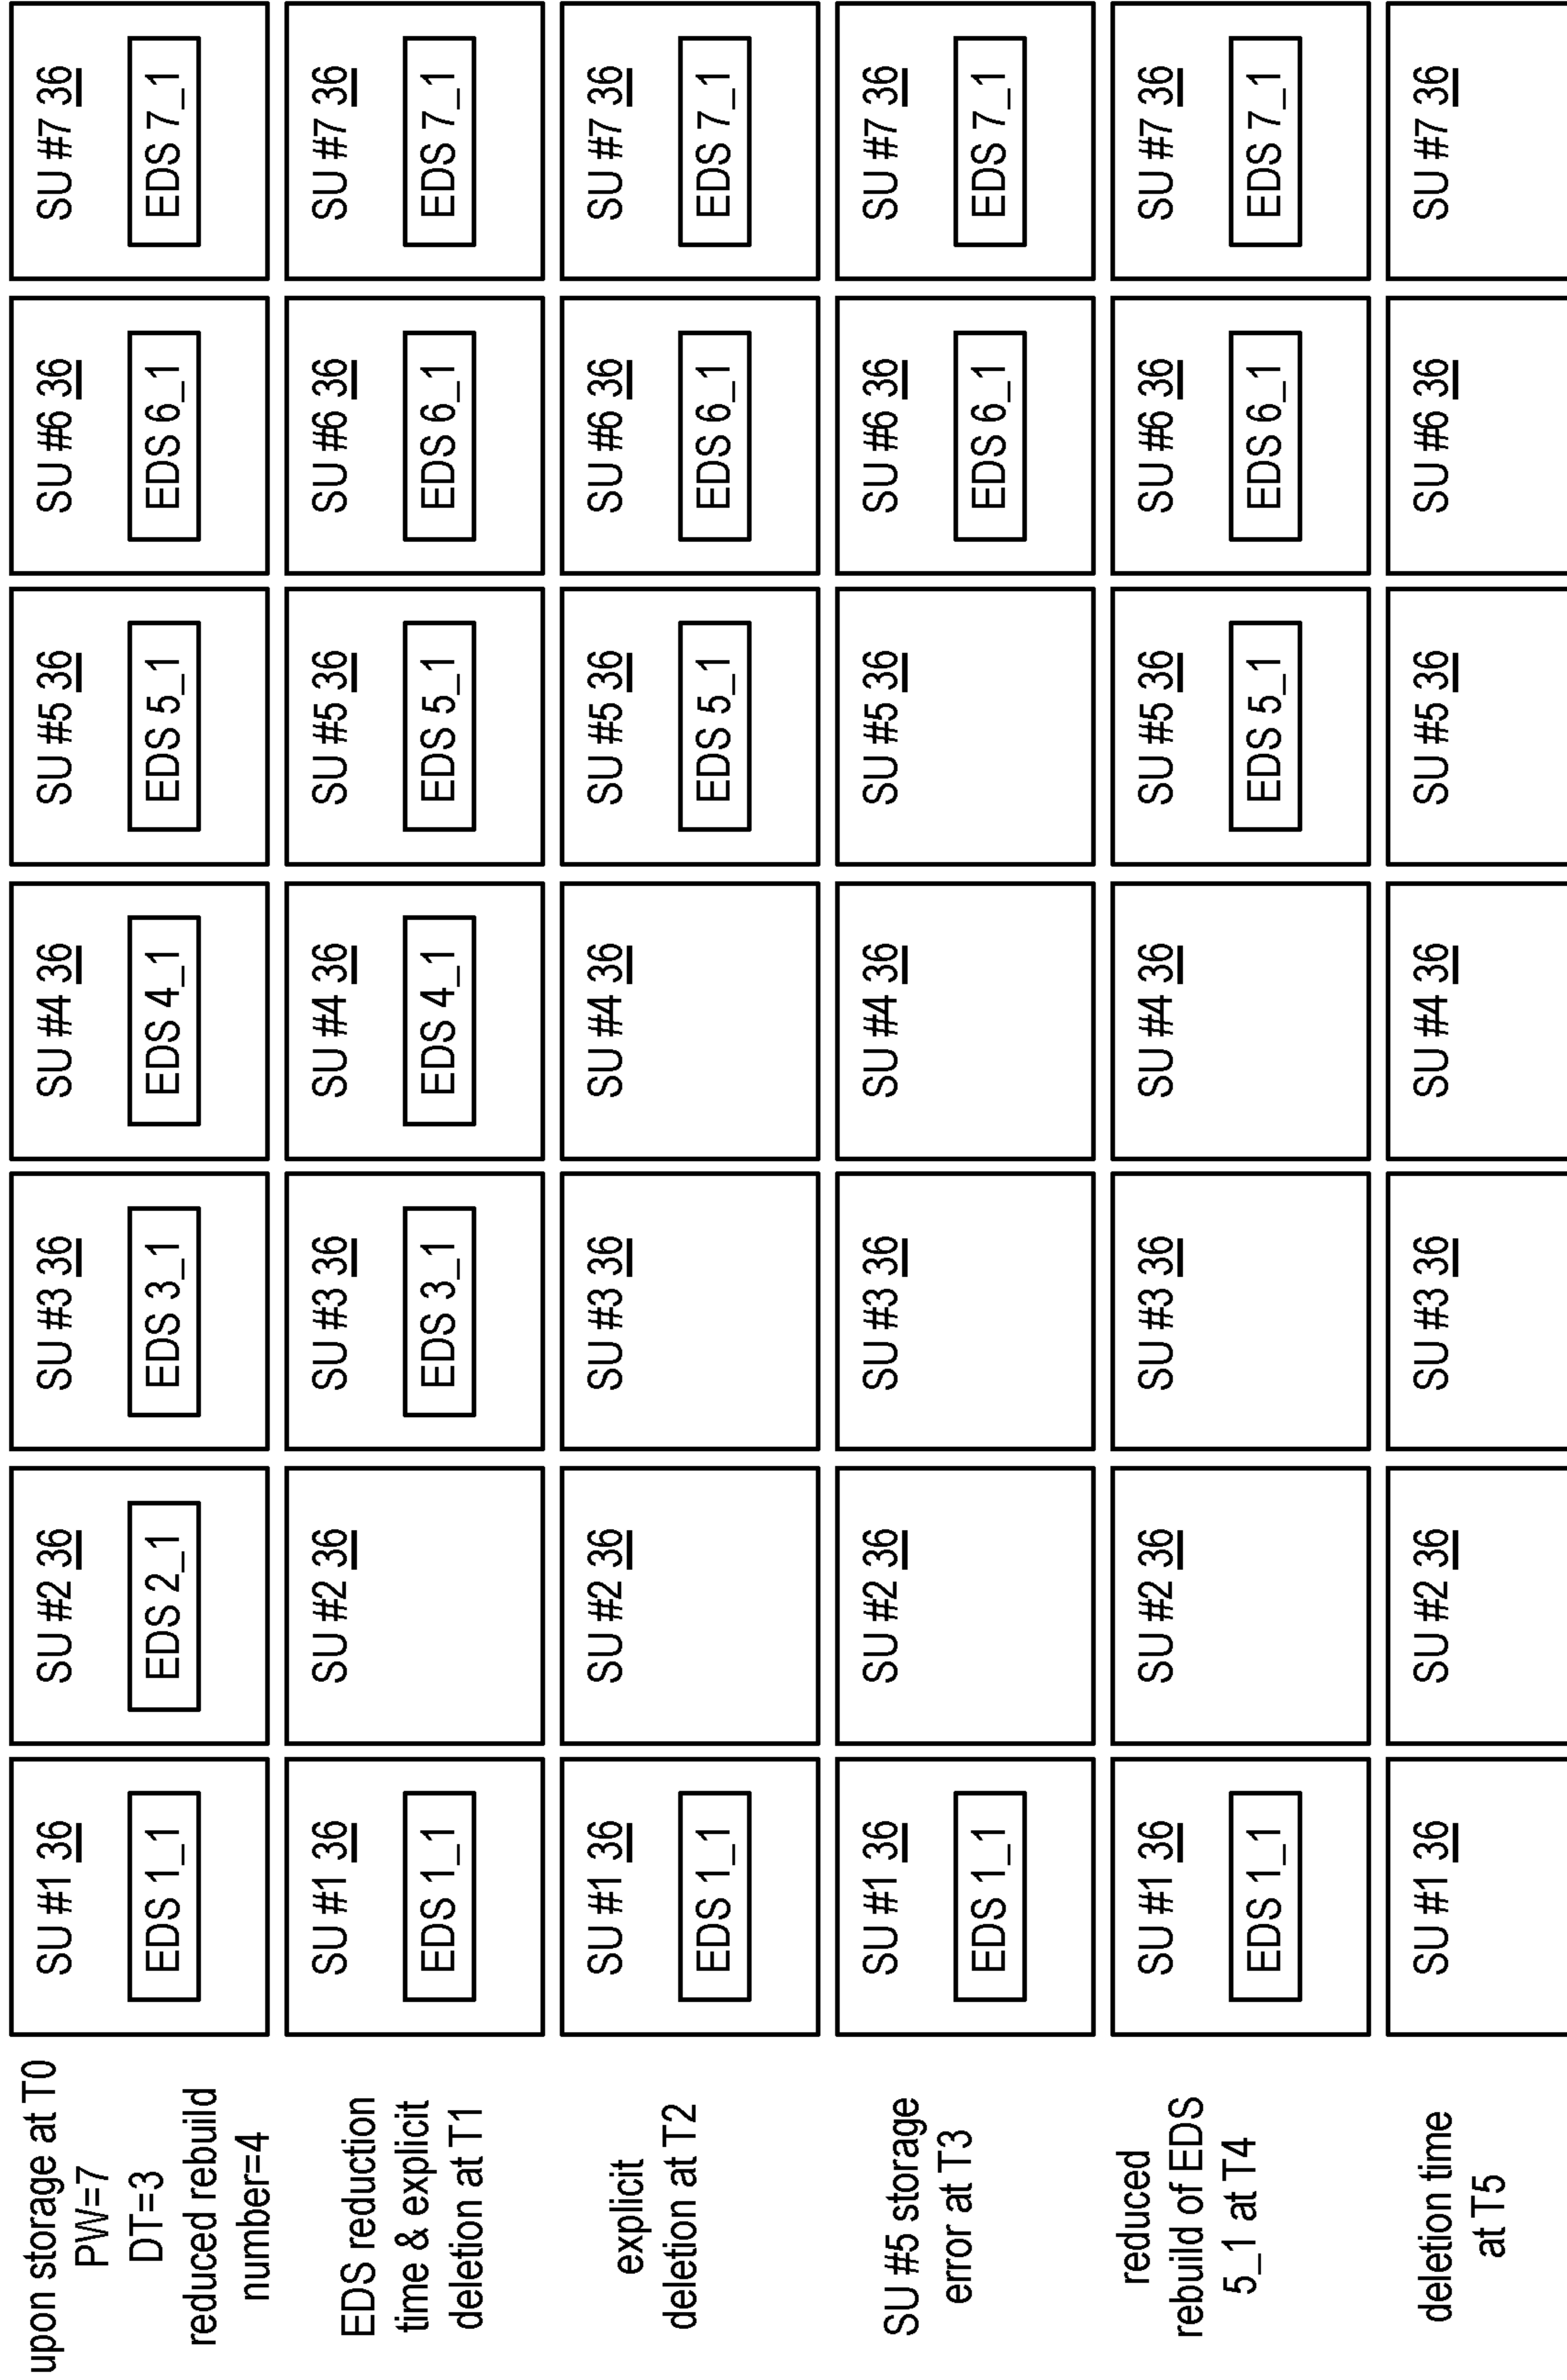 upon storage at T0
PW=7
DT=3
reduced rebuild
number=4
SU #1 36
EDS 1_1
SU #2 36
EDS 2_1
SU #3 36
EDS 3_1
SU #4 36
EDS 4_1
SU #5 36
EDS 5_1
SU #6 36
EDS 6_1
SU #7 36
EDS 7_1
EDS reduction
time & explicit
deletion at T1
SU #1 36
EDS 1_1
SU #2 36
SU #3 36
EDS 3_1
SU #4 36
EDS 4_1
SU #5 36
EDS 5_1
SU #6 36
EDS 6_1
SU #7 36
EDS 7_1
explicit
deletion at T2
SU #1 36
EDS 1_1
SU #2 36
SU #3 36
SU #4 36
SU #5 36
EDS 5_1
SU #6 36
EDS 6_1
SU #7 36
EDS 7_1
SU #5 storage
error at T3
SU #1 36
EDS 1_1
SU #2 36
SU #3 36
SU #4 36
SU #5 36
SU #6 36
EDS 6_1
SU #7 36
EDS 7_1
reduced
rebuild of EDS
5_1 at T4
SU #1 36
EDS 1_1
SU #2 36
SU #3 36
SU #4 36
SU #5 36
EDS 5_1
SU #6 36
EDS 6_1
SU #7 36
EDS 7_1
deletion time
at T5
SU #1 36
SU #2 36
SU #3 36
SU #4 36
SU #5 36
SU #6 36
SU #7 36